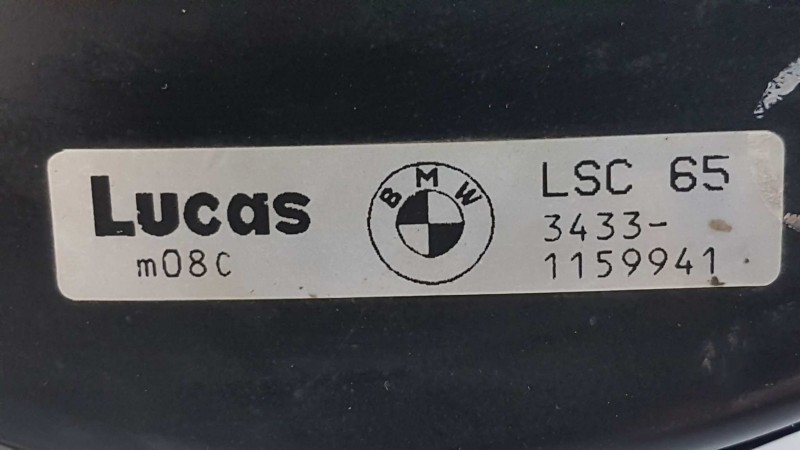 Lucas
m08C
BMW
LSC 65
3433-
1159941